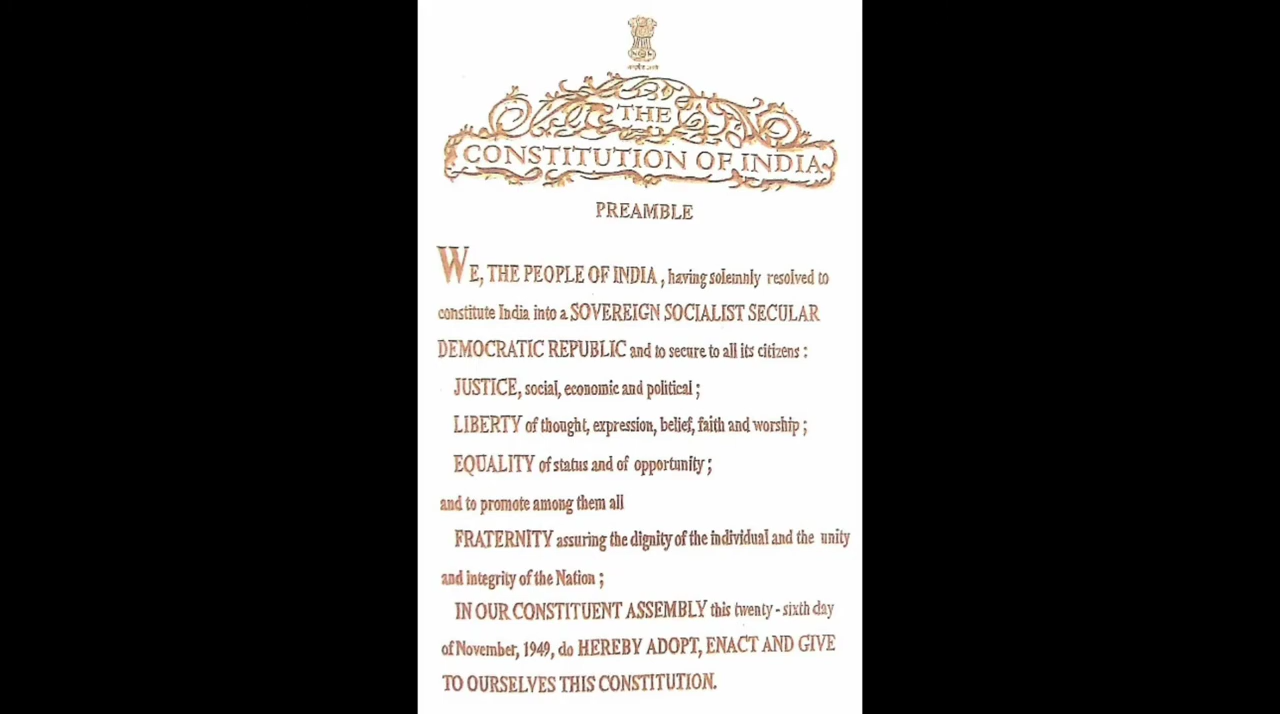 THE
CONSTITUTION OF INDIA
PREAMBLE
WE, THE PEOPLE OF INDIA , having solemnly resolved to
constitute India into a SOVEREIGN SOCIALIST SECULAR
DEMOCRATIC REPUBLIC and to secure to all its citizens :
JUSTICE, social, economic and political ;
LIBERTY of thought, expression, belief, faith and worship ;
EQUALITY of status and of opportunity ;
and to promote among them all
FRATERNITY assuring the dignity of the individual and the unity
and integrity of the Nation ;
IN OUR CONSTITUENT ASSEMBLY this twenty - sixth day
of November, 1949, do HEREBY ADOPT, ENACT AND GIVE
TO OURSELVES THIS CONSTITUTION.